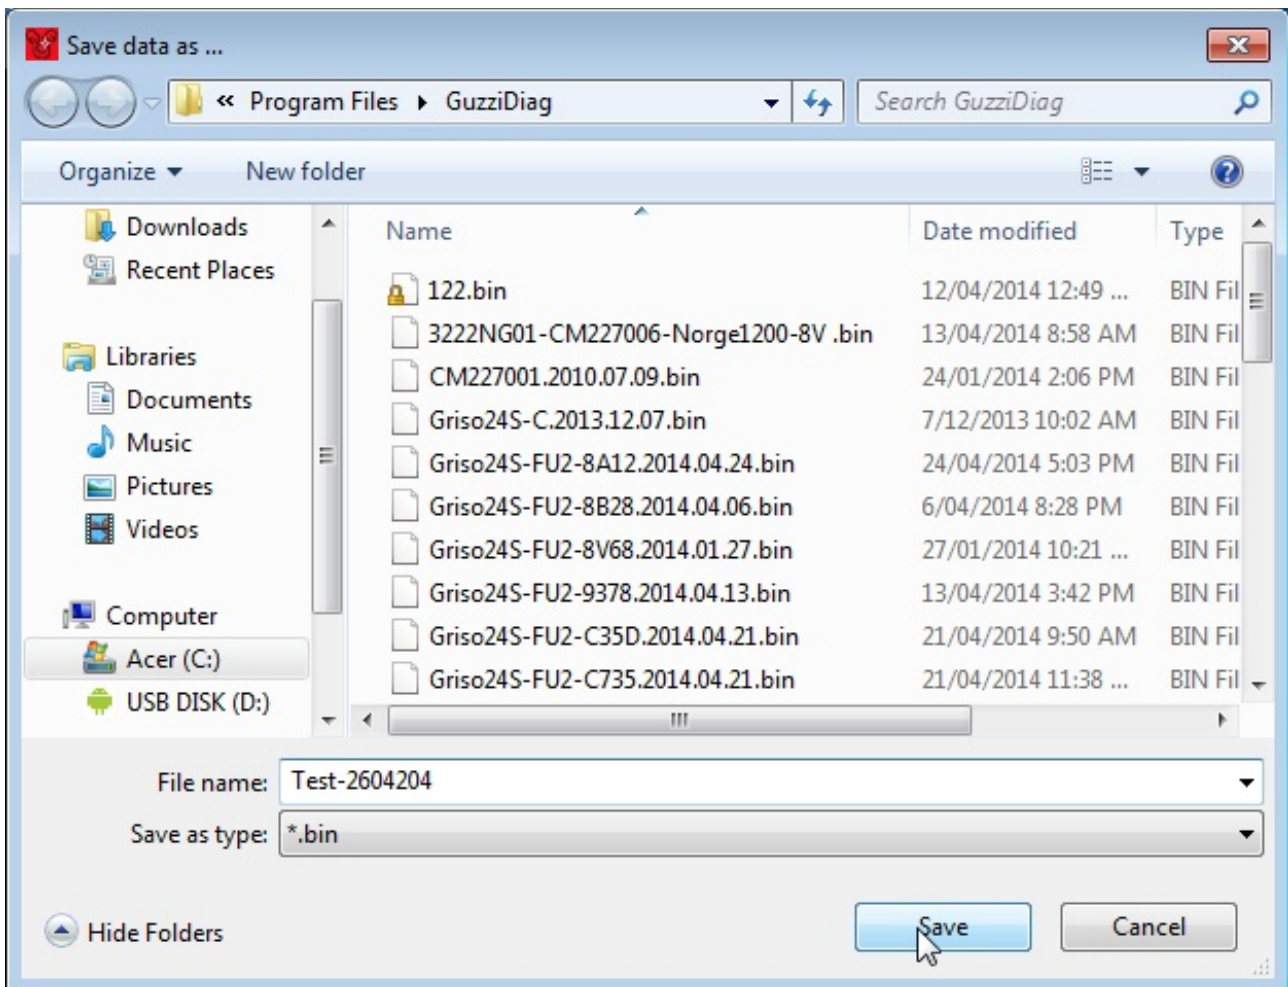 Save data as ...
« Program Files ▸ GuzziDiag
Search GuzziDiag
Organize ▾ New folder
Downloads
Recent Places
Libraries
Documents
Music
Pictures
Videos
Computer
Acer (C:)
USB DISK (D:)
Name Date modified Type
122.bin 12/04/2014 12:49 ... BIN Fil
3222NG01-CM227006-Norge1200-8V .bin 13/04/2014 8:58 AM BIN Fil
CM227001.2010.07.09.bin 24/01/2014 2:06 PM BIN Fil
Griso24S-C.2013.12.07.bin 7/12/2013 10:02 AM BIN Fil
Griso24S-FU2-8A12.2014.04.24.bin 24/04/2014 5:03 PM BIN Fil
Griso24S-FU2-8B28.2014.04.06.bin 6/04/2014 8:28 PM BIN Fil
Griso24S-FU2-8V68.2014.01.27.bin 27/01/2014 10:21 ... BIN Fil
Griso24S-FU2-9378.2014.04.13.bin 13/04/2014 3:42 PM BIN Fil
Griso24S-FU2-C35D.2014.04.21.bin 21/04/2014 9:50 AM BIN Fil
Griso24S-FU2-C735.2014.04.21.bin 21/04/2014 11:38 ... BIN Fil
File name: Test-2604204
Save as type: *.bin
Hide Folders
Save
Cancel